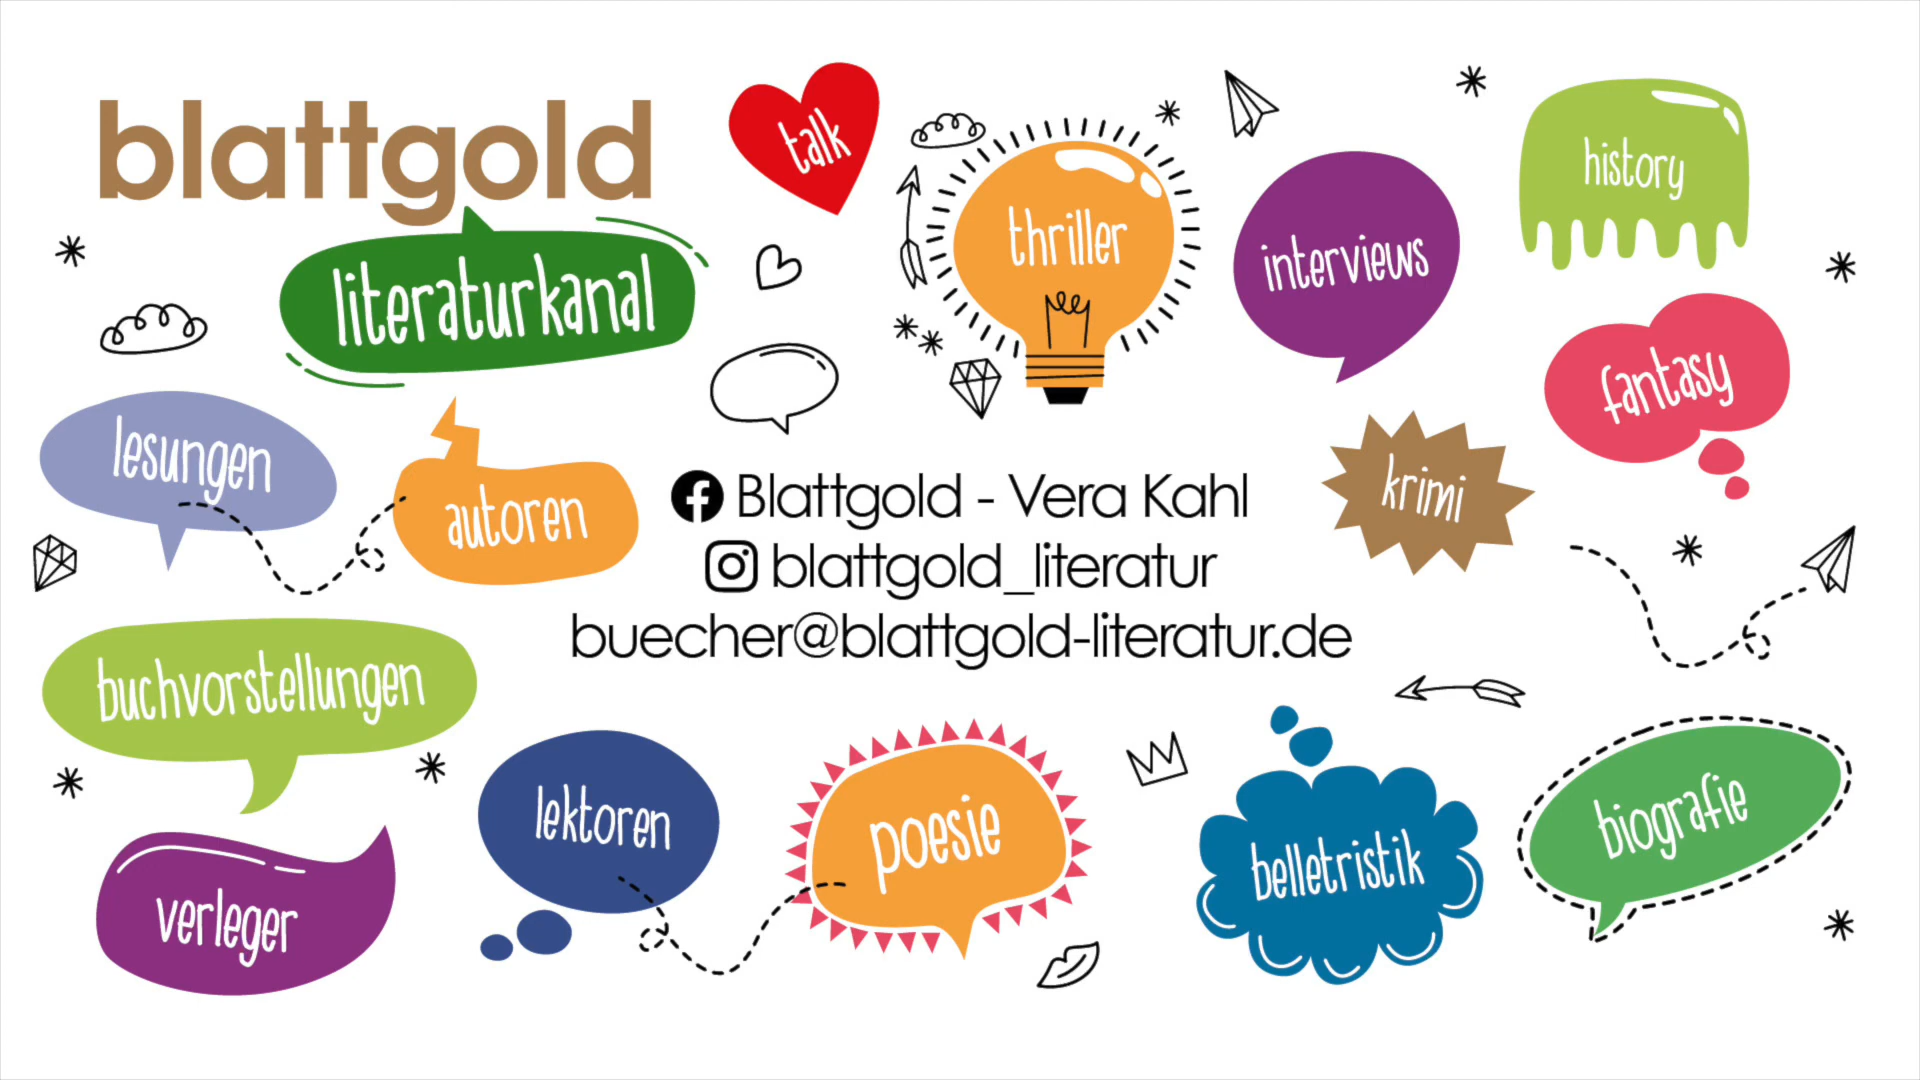 blattgold
literaturkanal
talk
thriller
interviews
history
fantasy
lesungen
autoren
krimi
Blattgold - Vera Kahl
blattgold_literatur
buecher@blattgold-literatur.de
buchvorstellungen
lektoren
poesie
belletristik
biografie
verleger